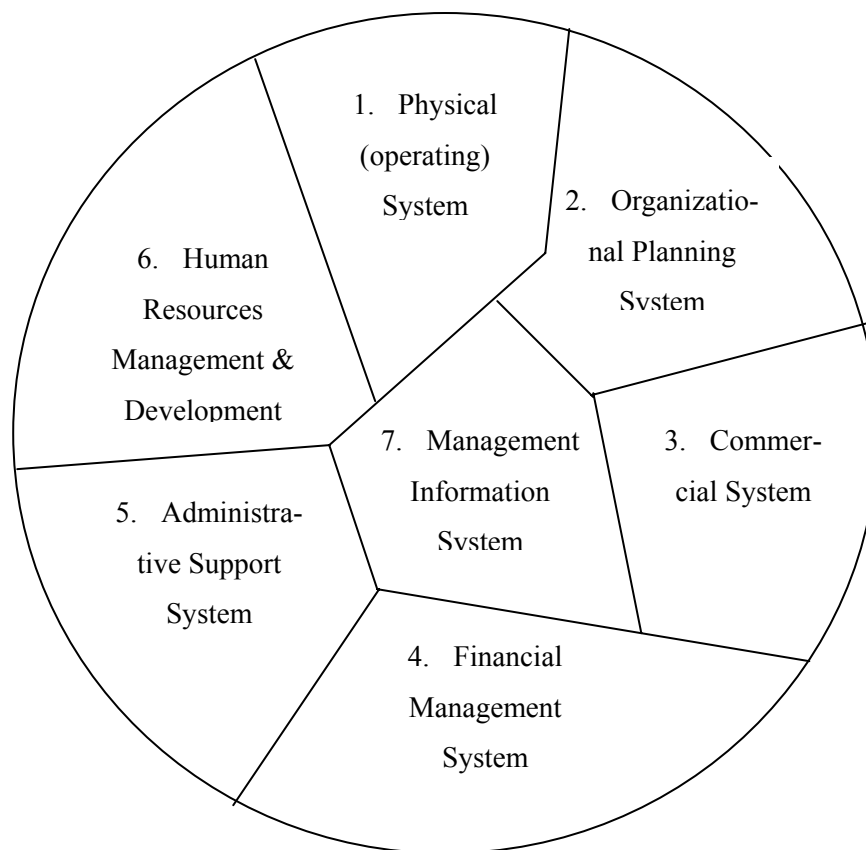 1. Physical
(operating)
System
2. Organizatio-
nal Planning
System
3. Commer-
cial System
4. Financial
Management
System
5. Administra-
tive Support
System
6. Human
Resources
Management &
Development
7. Management
Information
System